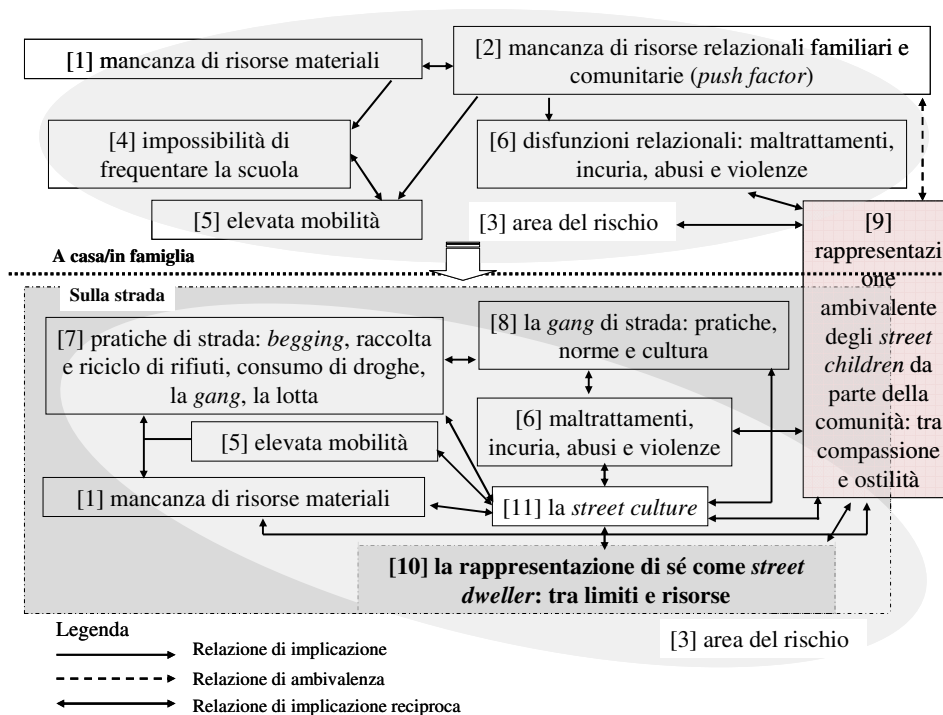 [1] mancanza di risorse materiali
[2] mancanza di risorse relazionali familiari e
comunitarie (push factor)
[4] impossibilità di
frequentare la scuola
[6] disfunzioni relazionali: maltrattamenti,
incuria, abusi e violenze
[5] elevata mobilità
[3] area del rischio
[9]
rappresentazi
one
ambivalente
degli street
children da
parte della
comunità: tra
compassione
e ostilità
A casa/in famiglia
Sulla strada
[7] pratiche di strada: begging, raccolta
e riciclo di rifiuti, consumo di droghe,
la gang, la lotta
[8] la gang di strada: pratiche,
norme e cultura
[6] maltrattamenti,
incuria, abusi e violenze
[5] elevata mobilità
[1] mancanza di risorse materiali
[11] la street culture
[10] la rappresentazione di sé come street
dweller: tra limiti e risorse
[3] area del rischio
Legenda
Relazione di implicazione
Relazione di ambivalenza
Relazione di implicazione reciproca